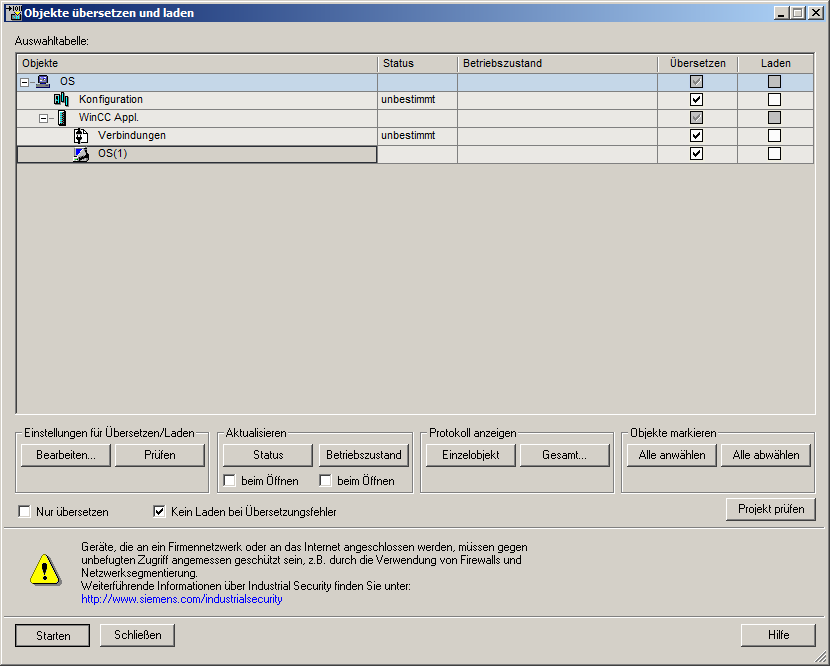 Objekte übersetzen und laden
Auswahltabelle:
Objekte Status Betriebszustand Übersetzen Laden
OS
Konfiguration unbestimmt
WinCC Appl.
Verbindungen unbestimmt
OS(1)
Einstellungen für Übersetzen/Laden Aktualisieren Protokoll anzeigen Objekte markieren
Bearbeiten... Prüfen Status Betriebszustand Einzelobjekt Gesamt... Alle anwählen Alle abwählen
beim Öffnen beim Öffnen
Nur übersetzen Kein Laden bei Übersetzungsfehler Projekt prüfen
Geräte, die an ein Firmennetzwerk oder an das Internet angeschlossen werden, müssen gegen
unbefugten Zugriff angemessen geschützt sein, z.B. durch die Verwendung von Firewalls und
Netzwerksegmentierung.
Weiterführende Informationen über Industrial Security finden Sie unter:
http://www.siemens.com/industrialsecurity
Starten Schließen Hilfe